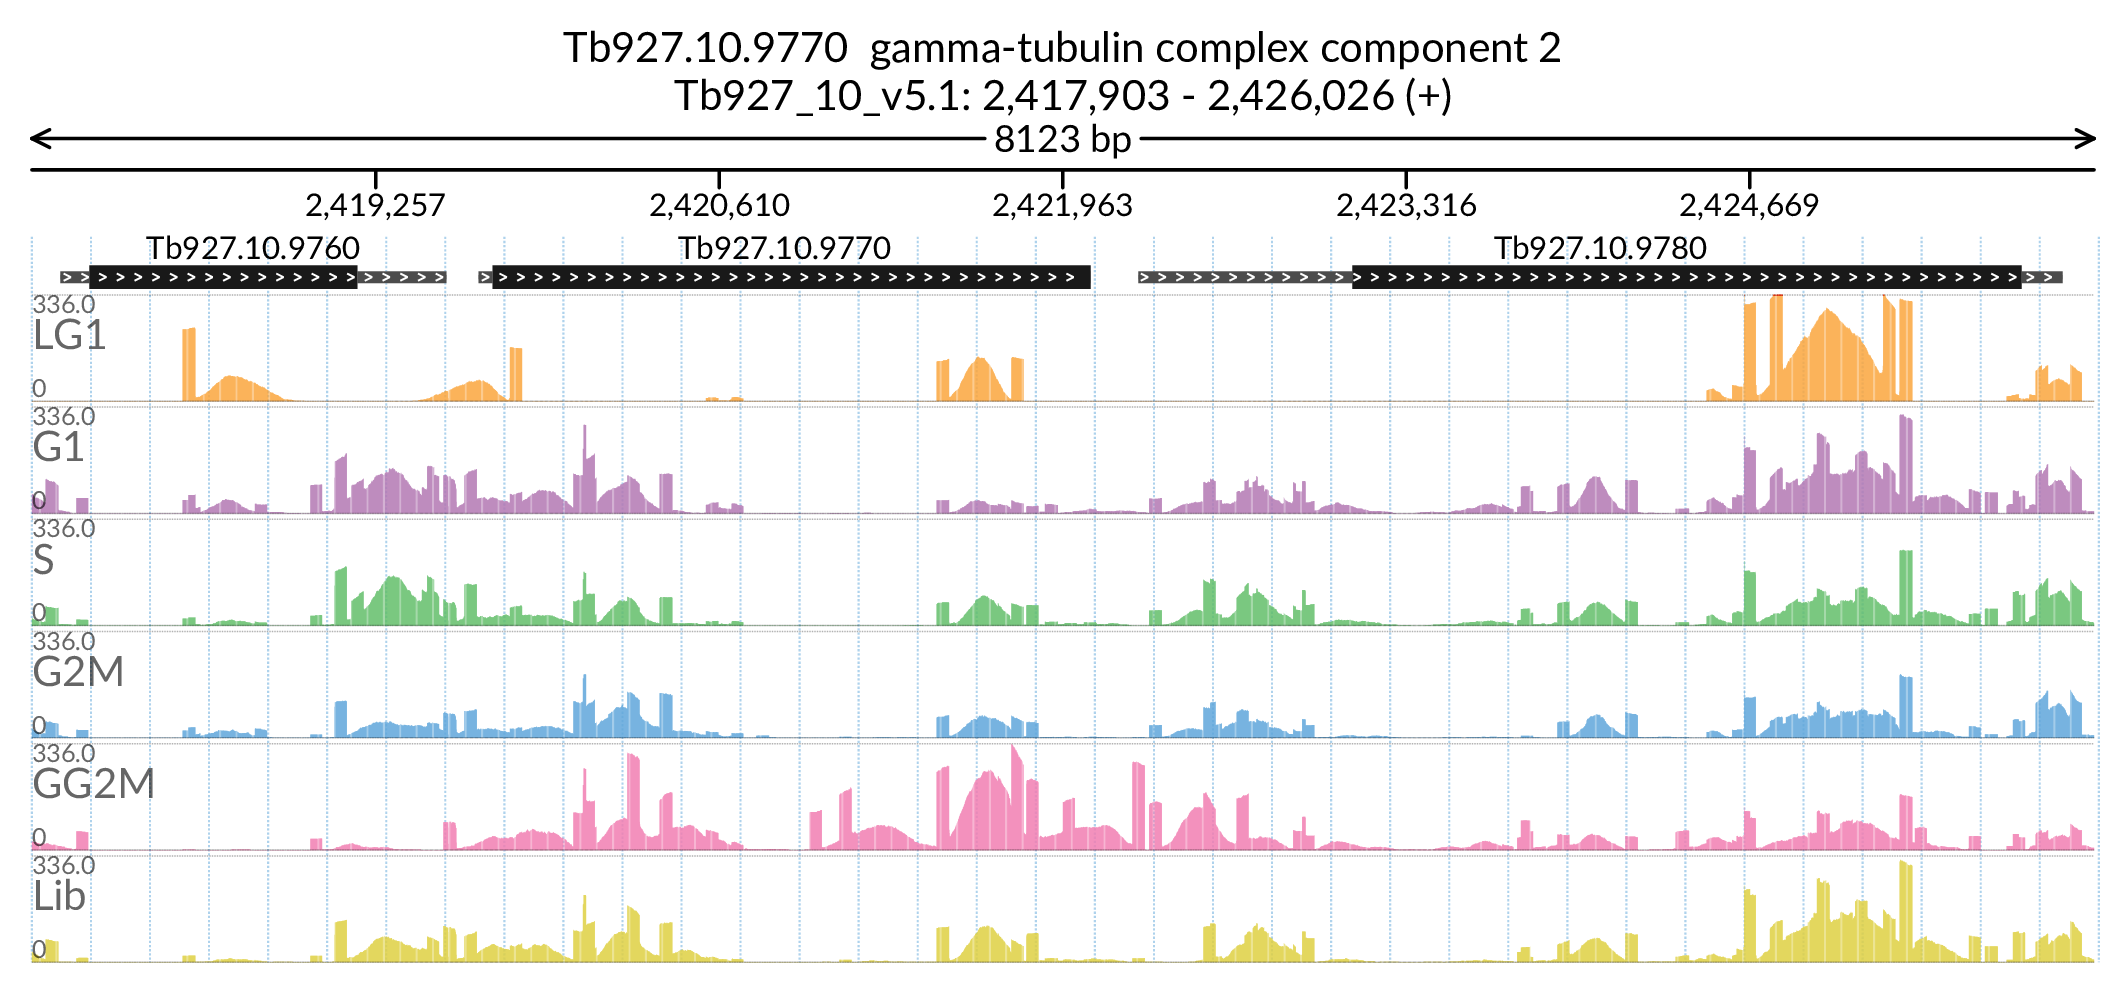 Tb927.10.9770  gamma-tubulin complex component 2
Tb927_10_v5.1: 2,417,903 - 2,426,026 (+)
8123 bp
2,419,257 2,420,610 2,421,963 2,423,316 2,424,669
Tb927.10.9760 Tb927.10.9770 Tb927.10.9780
336.0
LG1
0
336.0
G1
0
336.0
S
0
336.0
G2M
0
336.0
GG2M
0
336.0
Lib
0